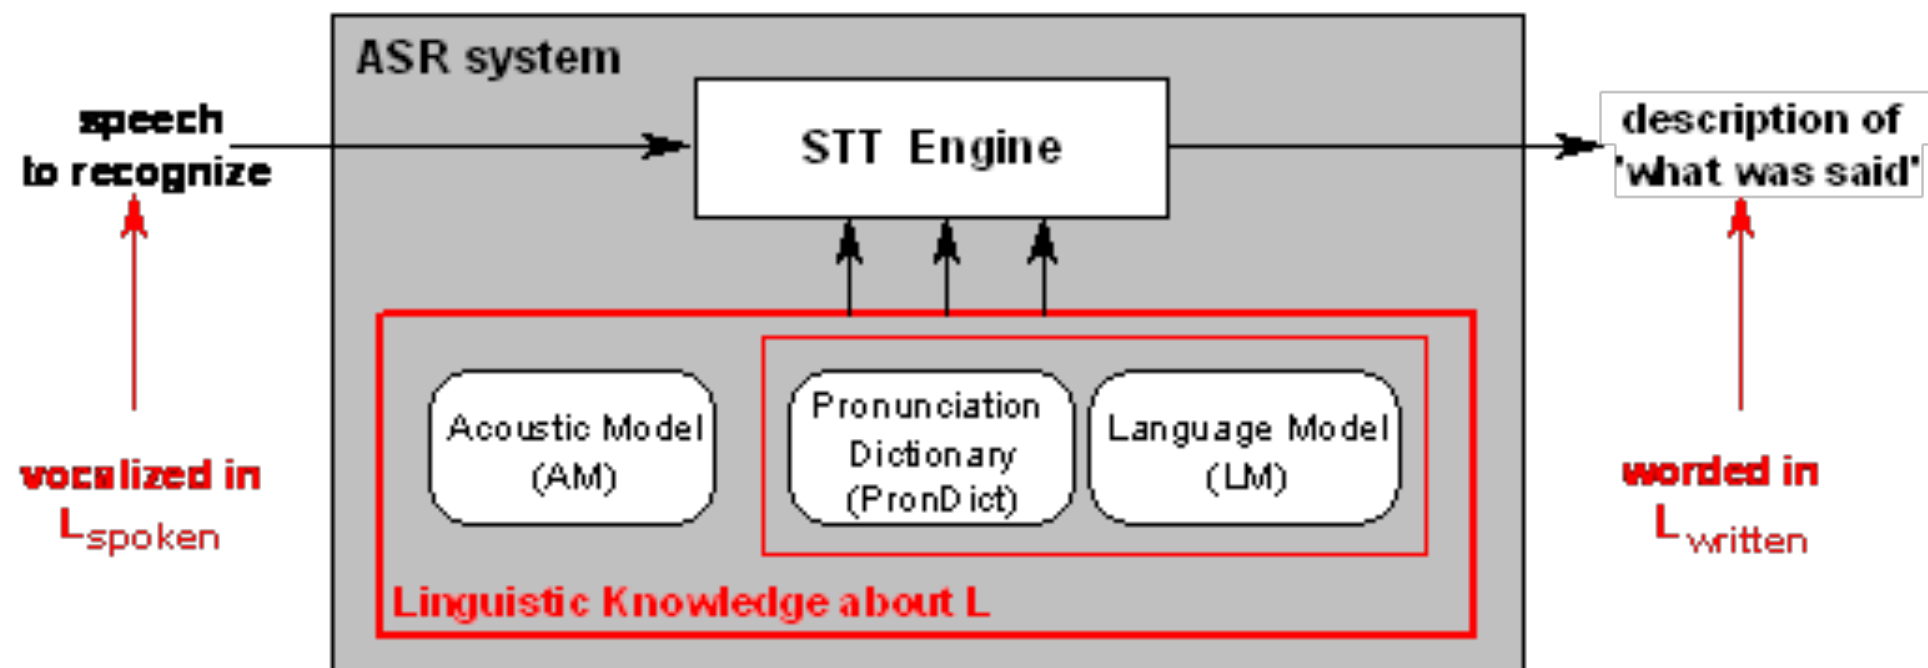 ASR system
speech
to recognize
STT Engine
description of
'what was said'
Acoustic Model
(AM)
Pronunciation
Dictionary
(PronDict)
Language Model
(LM)
vocalized in
Lspoken
worded in
Lwritten
Linguistic Knowledge about L